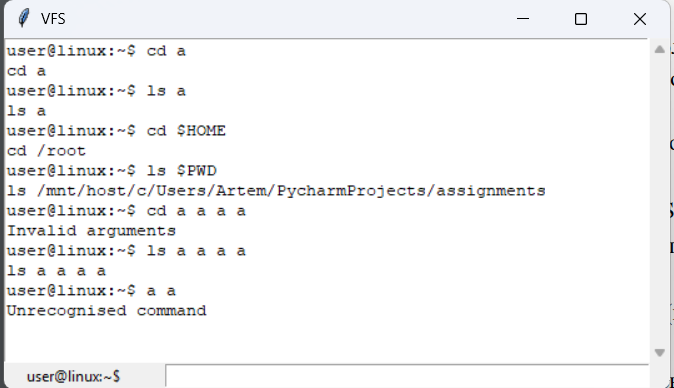 VFS
user@linux:~$ cd a
cd a
user@linux:~$ ls a
ls a
user@linux:~$ cd $HOME
cd /root
user@linux:~$ ls $PWD
ls /mnt/host/c/Users/Artem/PycharmProjects/assignments
user@linux:~$ cd a a a a
Invalid arguments
user@linux:~$ ls a a a a
ls a a a a
user@linux:~$ a a
Unrecognised command
user@linux:~$